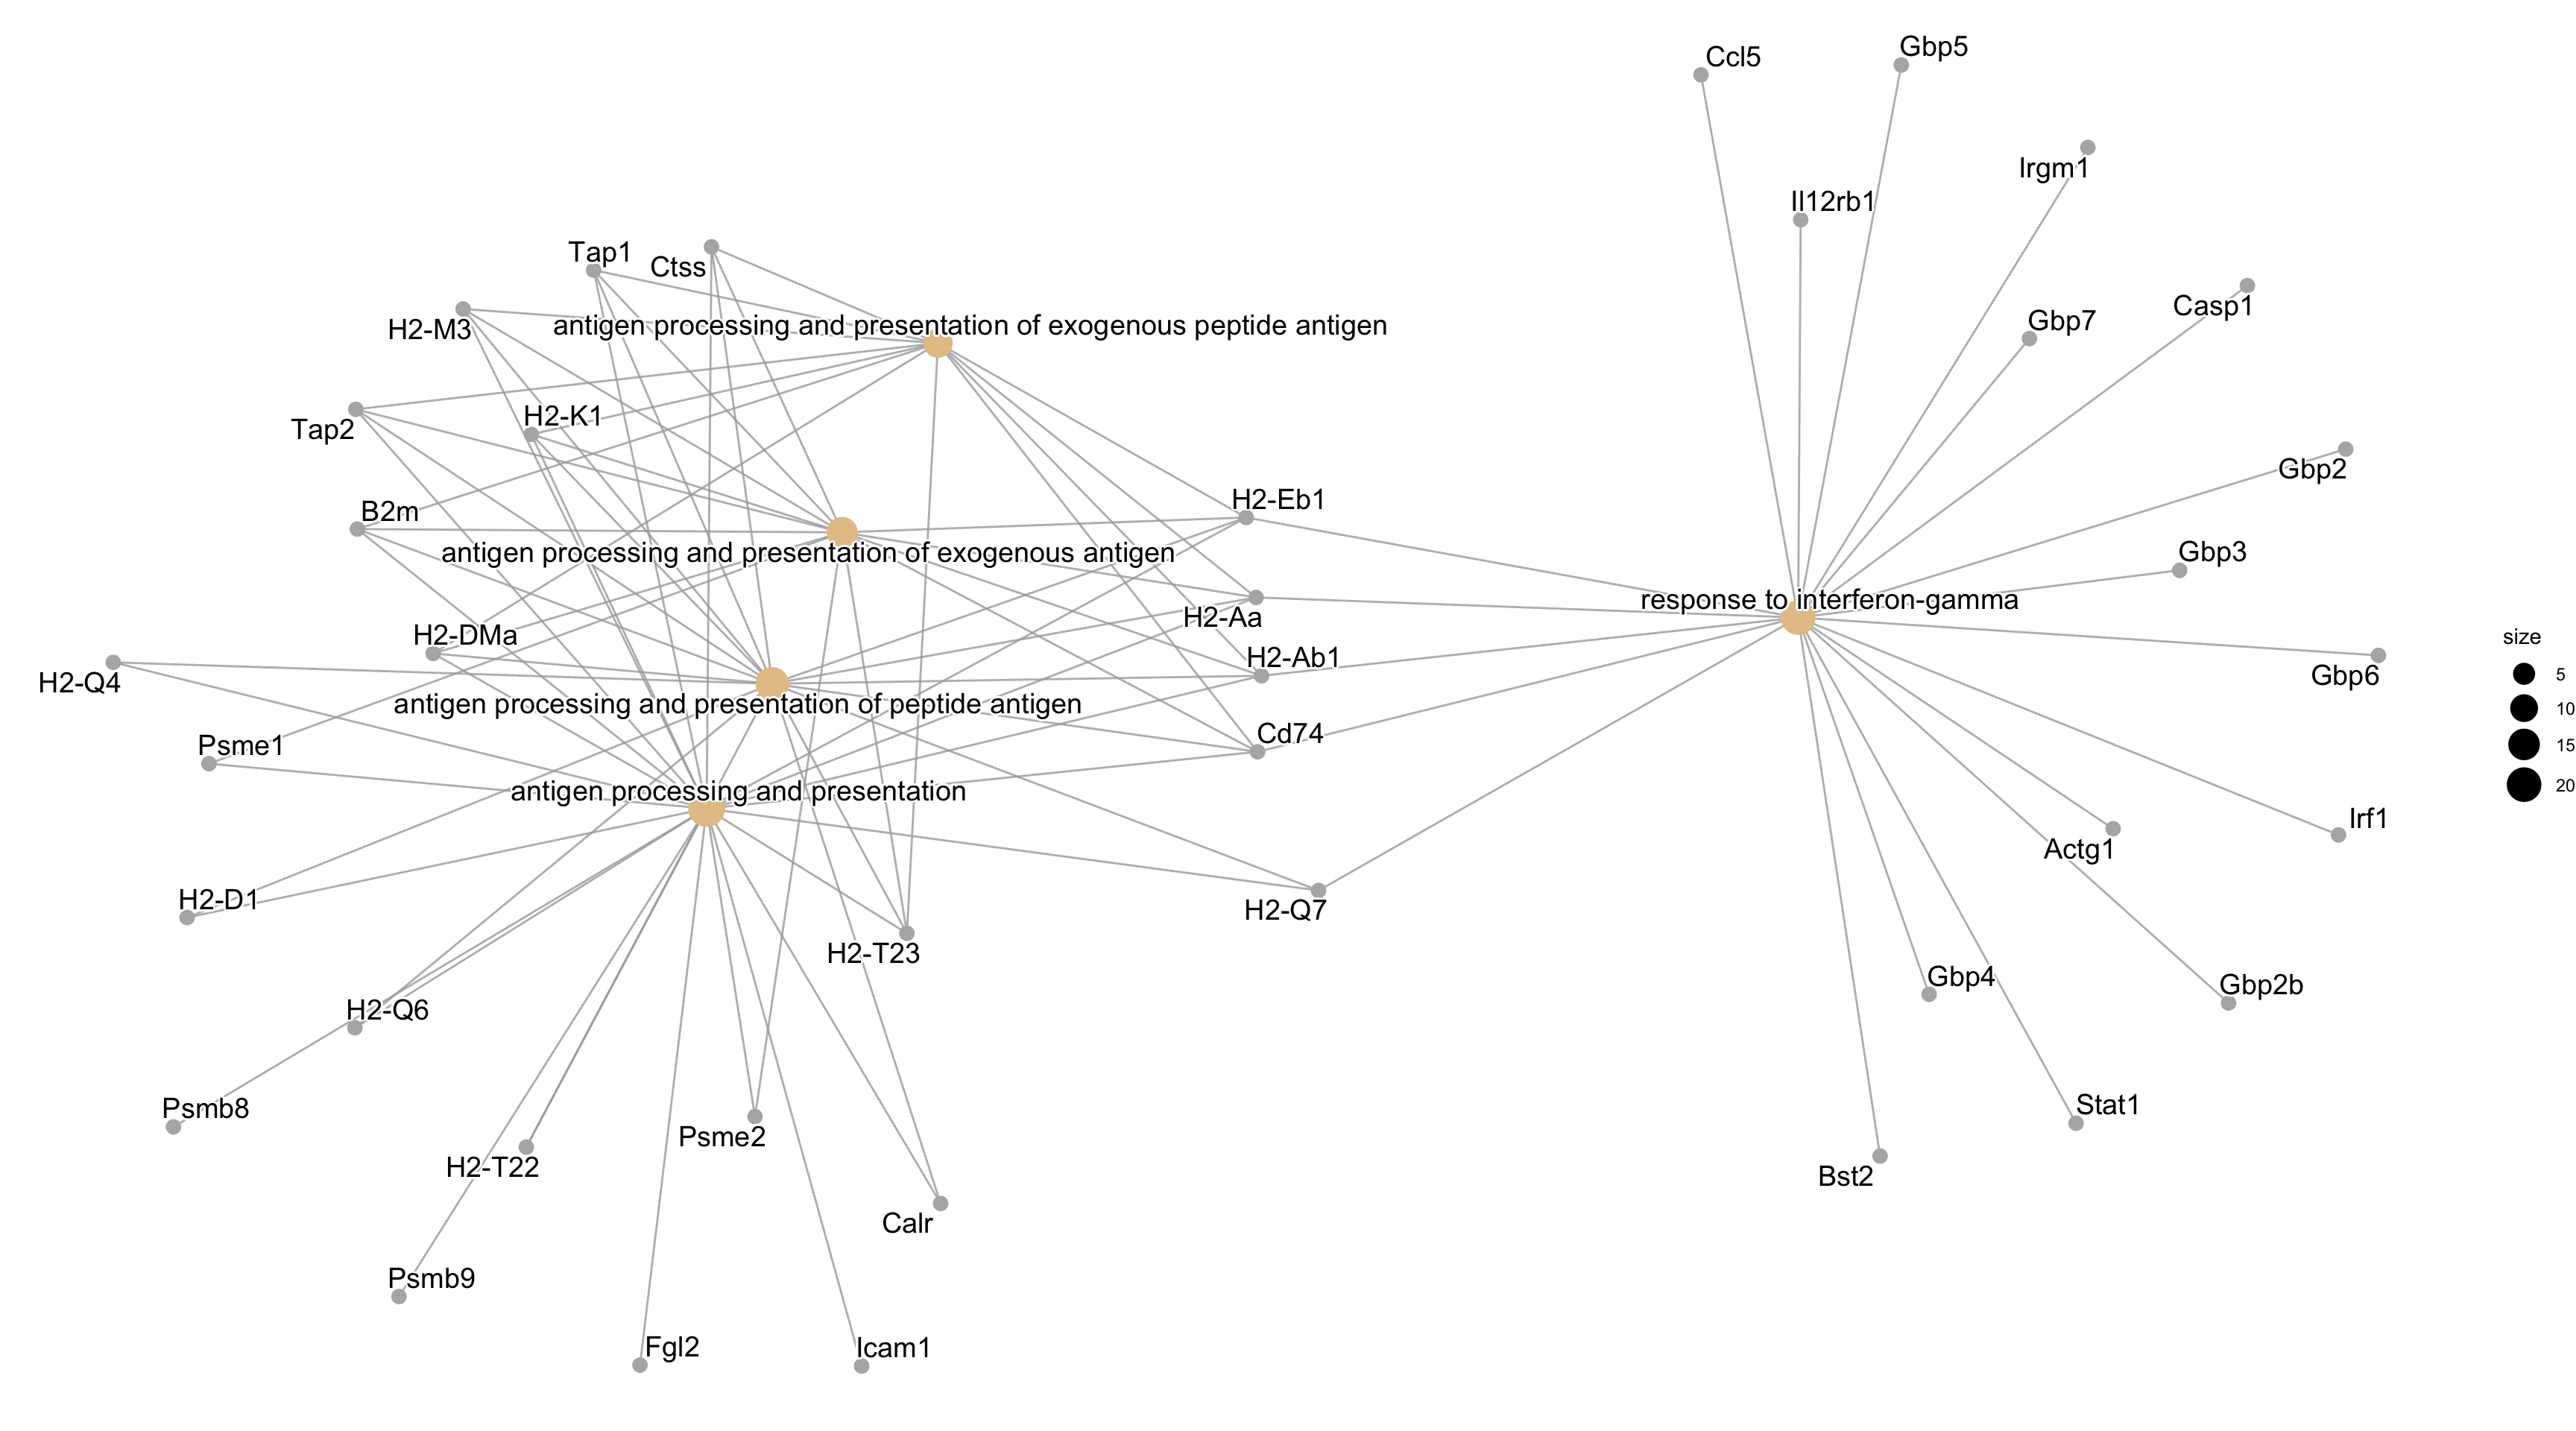 Gbp5
Ccl5
Irgm1
Il12rb1
Tap1
Ctss
Casp1
Gbp7
antigen processing and presentation of exogenous peptide antigen
H2-M3
H2-K1
Tap2
Gbp2
H2-Eb1
B2m
Gbp3
antigen processing and presentation of exogenous antigen
response to interferon-gamma
H2-Aa
H2-DMa
size
H2-Ab1
5
Gbp6
H2-Q4
antigen processing and presentation of peptide antigen
10
Cd74
Psme1
15
20
antigen processing and presentation
Irf1
Actg1
H2-D1
H2-Q7
H2-T23
Gbp4
Gbp2b
H2-Q6
Stat1
Psmb8
Psme2
H2-T22
Bst2
Calr
Psmb9
Fgl2
Icam1